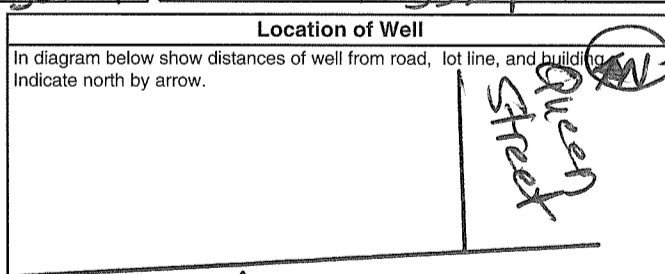 Location of Well
In diagram below show distances of well from road, lot line, and building.
Indicate north by arrow.
N
Queen
Street